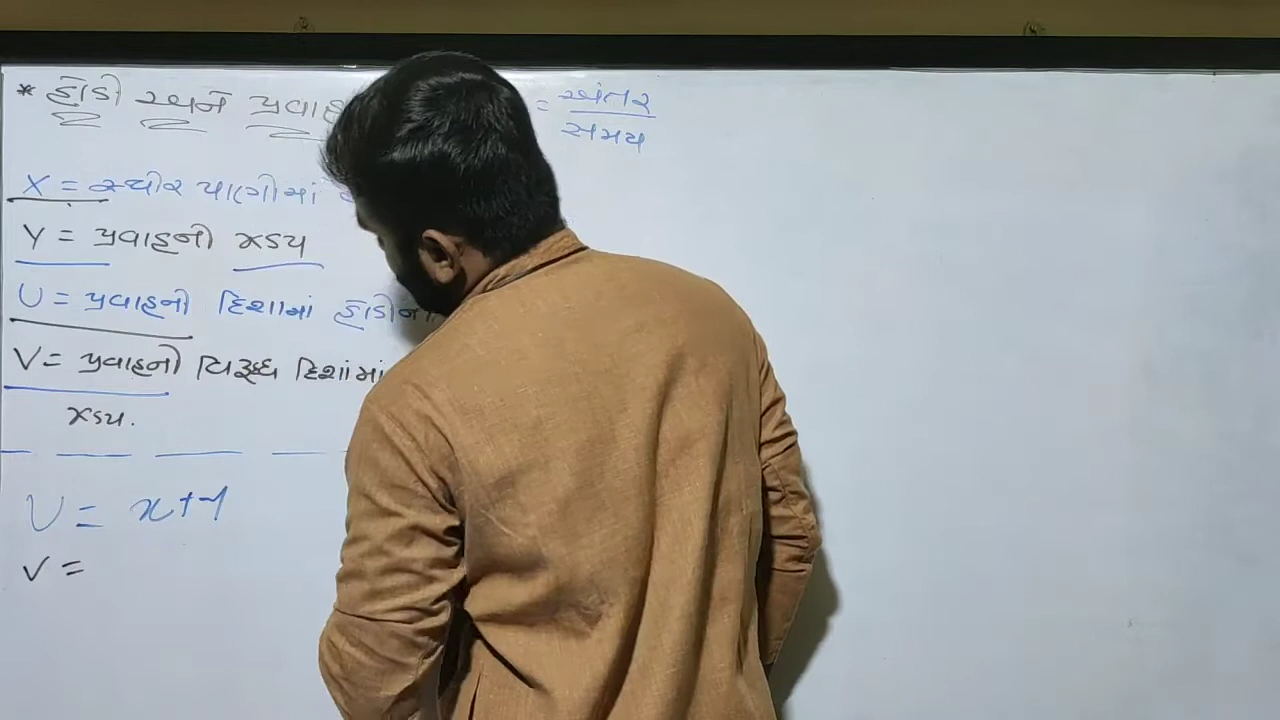 * હોડી અને પ્રવાહ = અંતર / સમય
X = સ્થીર પાણીમાં
Y = પ્રવાહની ઝડપ
U = પ્રવાહની દિશામાં હોડીની
V = પ્રવાહની વિરૂધ્ધ દિશામાં
ઝડપ.
U = x+y
V =